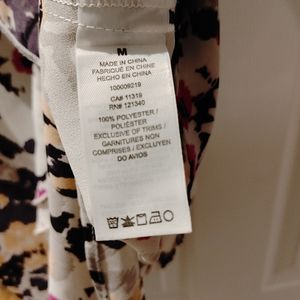 M
MADE IN CHINA
FABRIQUÉ EN CHINE
HECHO EN CHINA
100009219
CA# 11319
RN# 121340
100% POLYESTER /
POLIÉSTER
EXCLUSIVE OF TRIMS /
GARNITURES NON
COMPRISES / EXCLUYEN
DO AVIOS